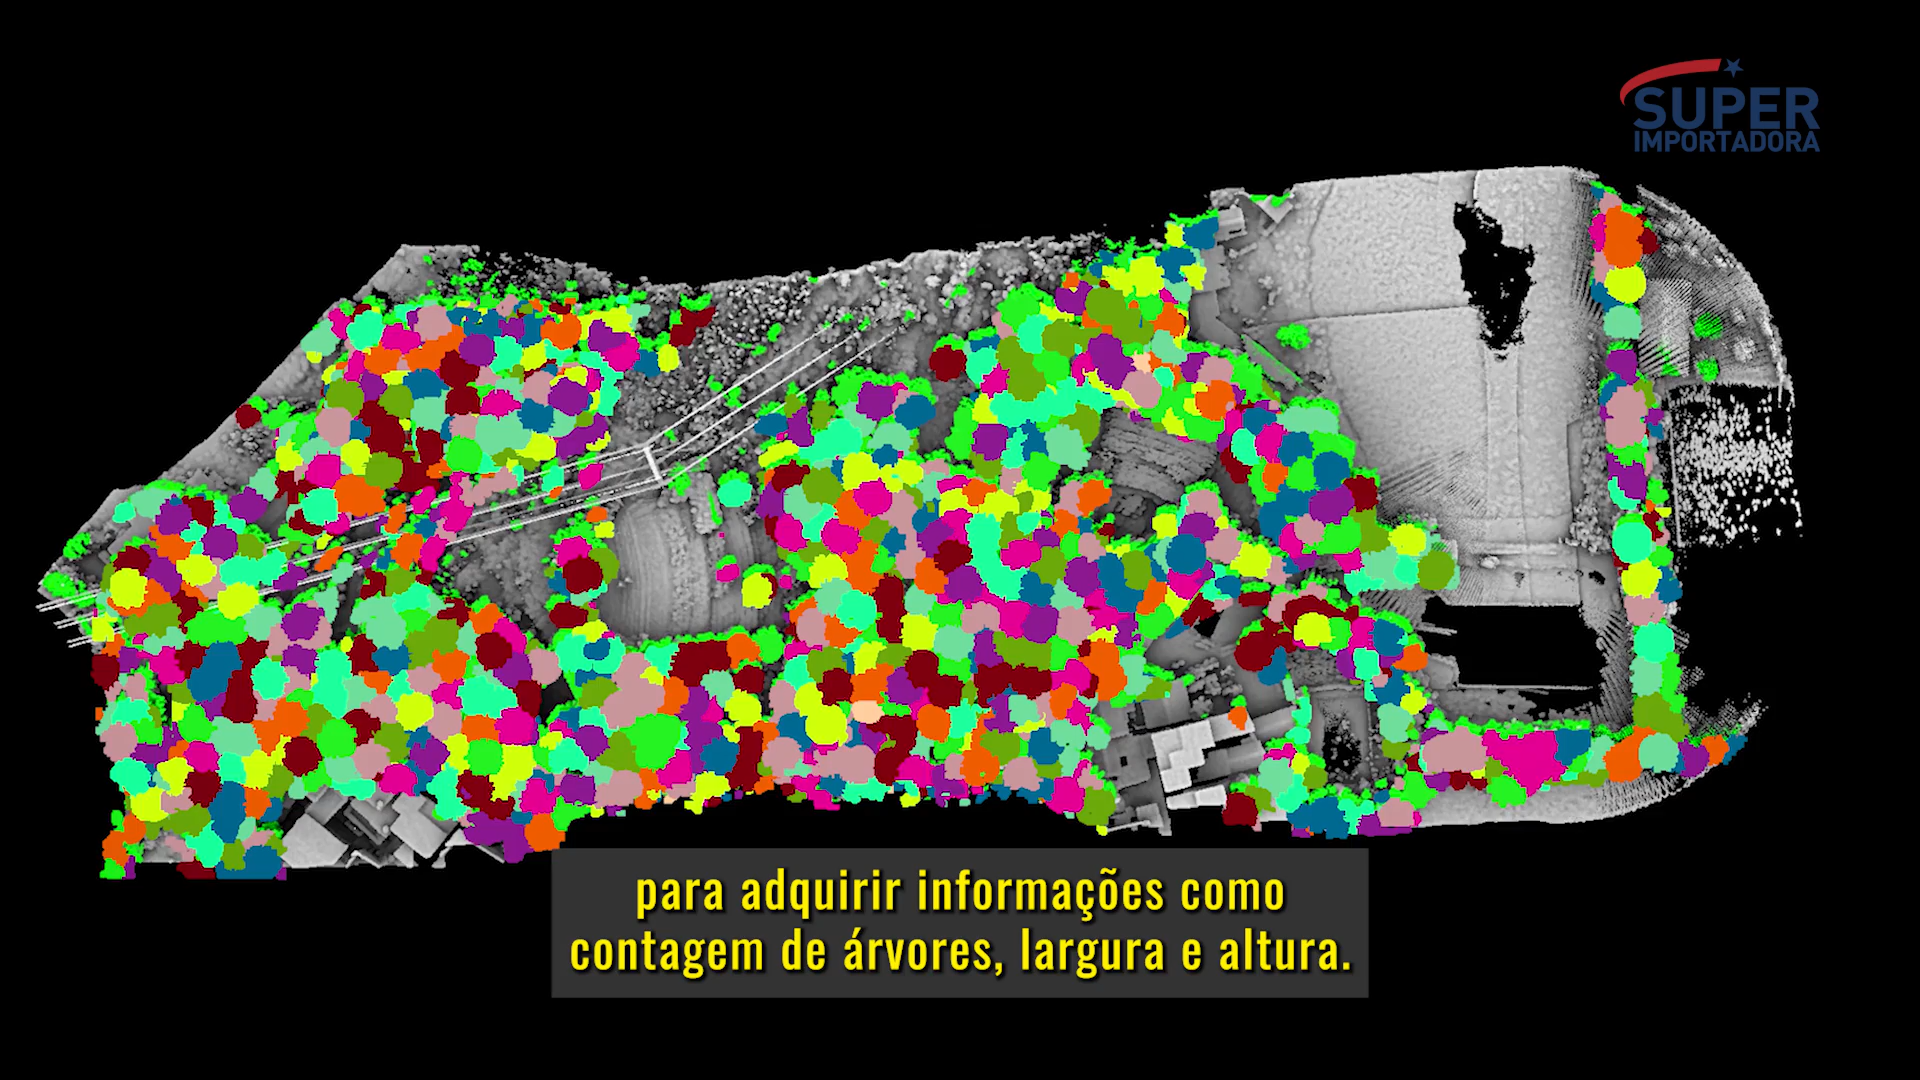 SUPER
IMPORTADORA
para adquirir informações como
contagem de árvores, largura e altura.